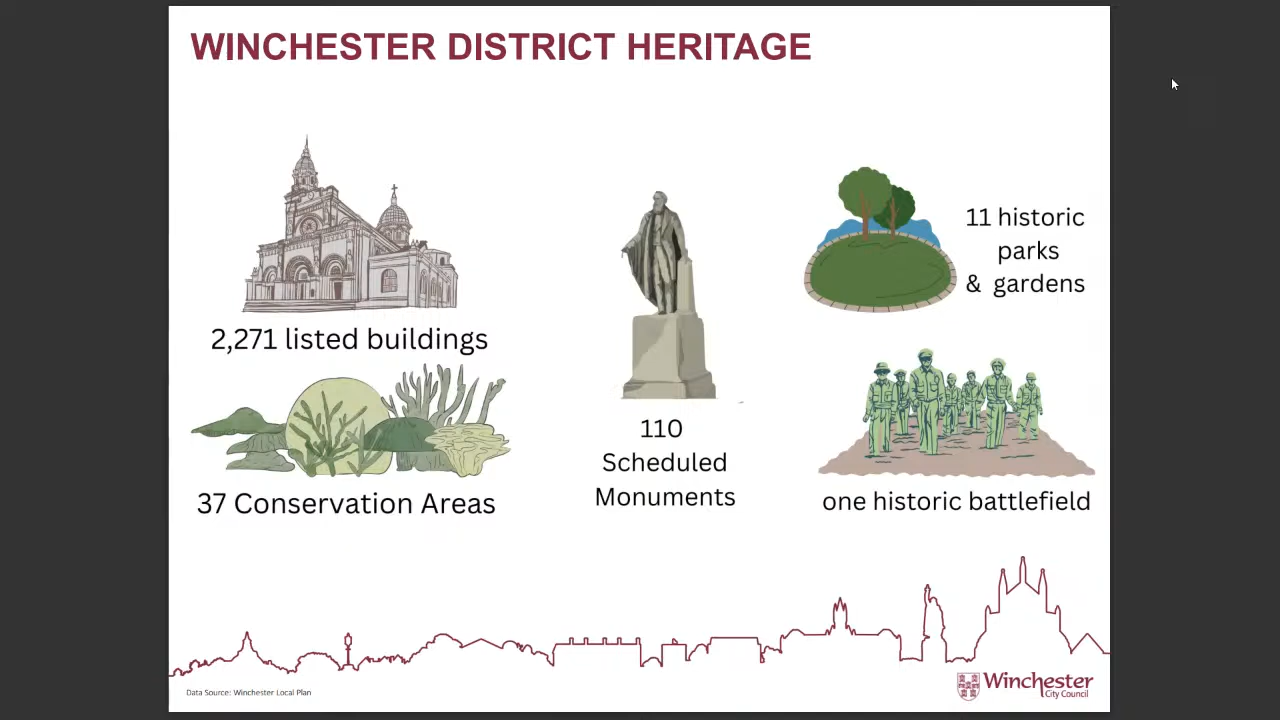 WINCHESTER DISTRICT HERITAGE
2,271 listed buildings
37 Conservation Areas
110
Scheduled
Monuments
11 historic
parks
& gardens
one historic battlefield
Data Source: Winchester Local Plan
Winchester
City Council